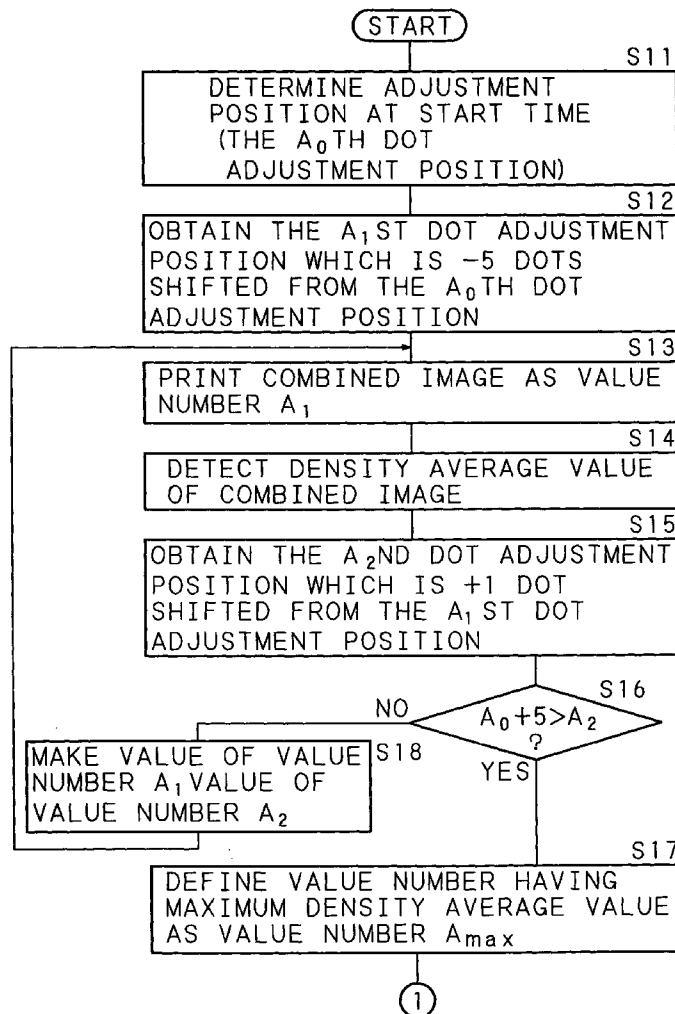 START
S11
DETERMINE ADJUSTMENT
POSITION AT START TIME
(THE A₀TH DOT
ADJUSTMENT POSITION)
S12
OBTAIN THE A₁ST DOT ADJUSTMENT
POSITION WHICH IS -5 DOTS
SHIFTED FROM THE A₀TH DOT
ADJUSTMENT POSITION
S13
PRINT COMBINED IMAGE AS VALUE
NUMBER A₁
S14
DETECT DENSITY AVERAGE VALUE
OF COMBINED IMAGE
S15
OBTAIN THE A₂ND DOT ADJUSTMENT
POSITION WHICH IS +1 DOT
SHIFTED FROM THE A₁ST DOT
ADJUSTMENT POSITION
S16
A₀+5>A₂
?
NO
YES
S18
MAKE VALUE OF VALUE
NUMBER A₁ VALUE OF
VALUE NUMBER A₂
S17
DEFINE VALUE NUMBER HAVING
MAXIMUM DENSITY AVERAGE VALUE
AS VALUE NUMBER Amax
1